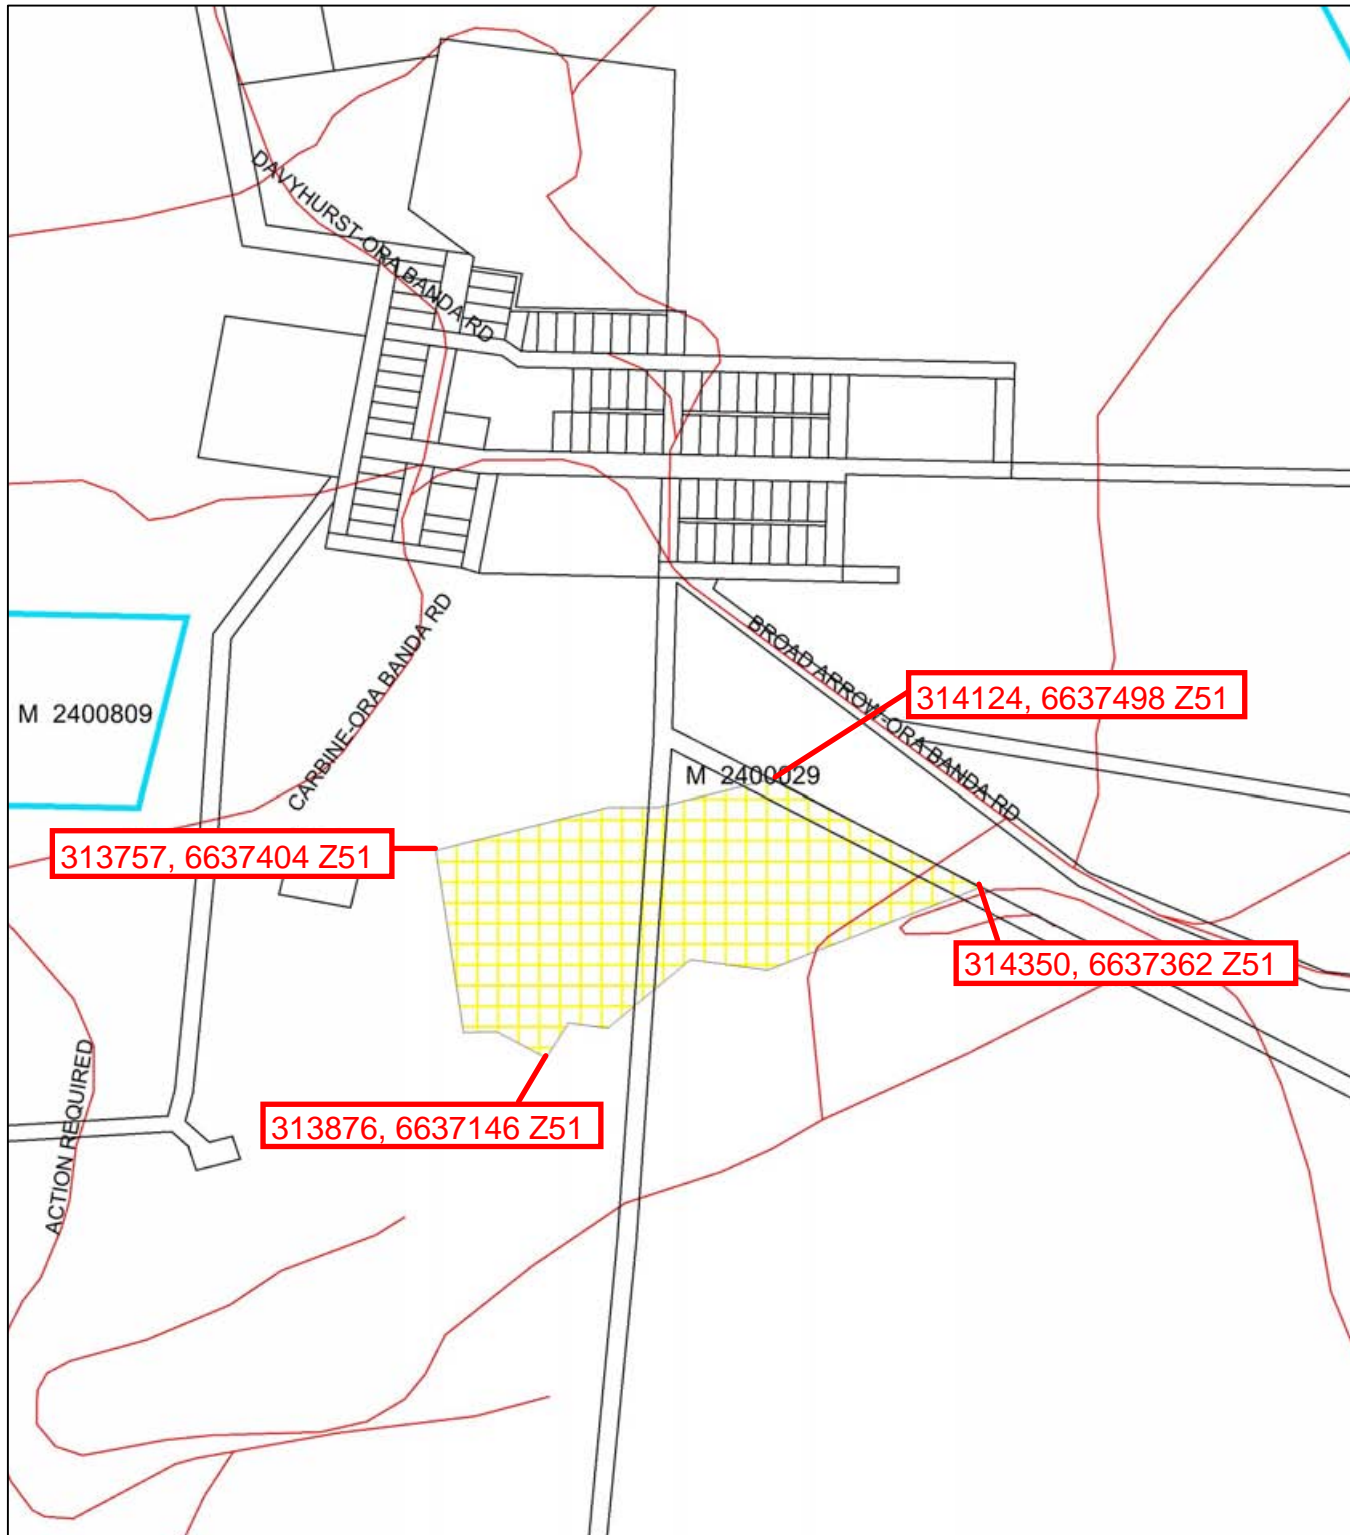 DAVYHURST-ORA BANDA RD
CARBINE-ORA BANDA RD
BROAD ARROW-ORA BANDA RD
314124, 6637498 Z51
M 2400809
M 2400029
313757, 6637404 Z51
314350, 6637362 Z51
313876, 6637146 Z51
ACTION REQUIRED